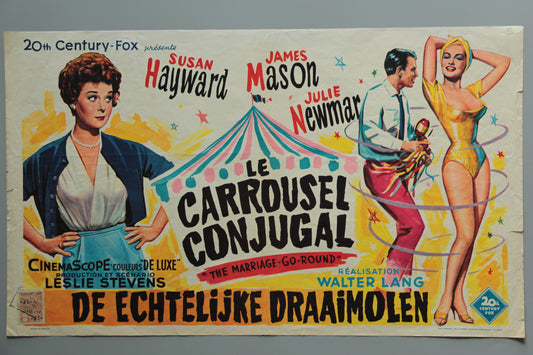 20th Century-Fox présente
SUSAN
HAYWARD
JAMES
MASON
JULIE
NEWMAR
LE
CARROUSEL
CONJUGAL
"THE MARRIAGE-GO-ROUND"
CINEMASCOPE COULEURS DE LUXE
PRODUCTION ET SCÉNARIO
LESLIE STEVENS
RÉALISATION
WALTER LANG
DE ECHTELIJKE DRAAIMOLEN
20th
CENTURY
FOX